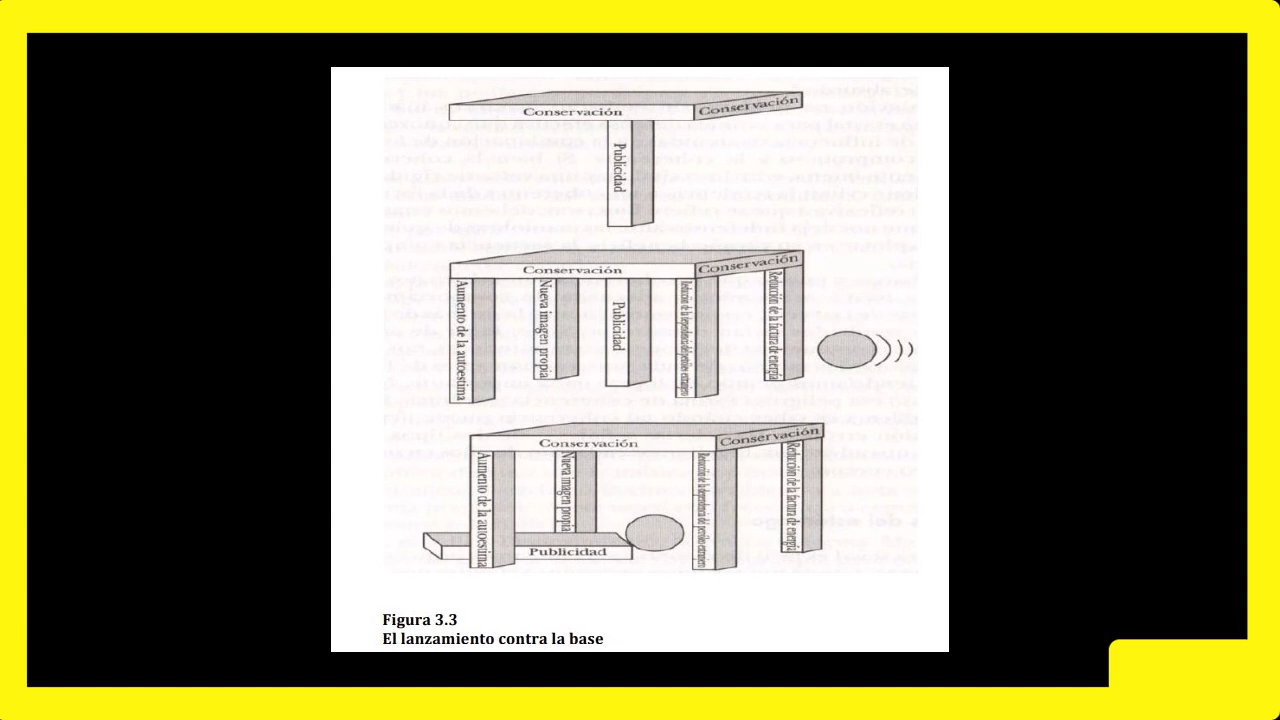 Conservación
Conservación
Publicidad
Conservación
Conservación
Aumento de la autoestima
Nueva imagen propia
Publicidad
Reducción de la dependencia del petróleo extranjero
Reducción de la factura de energía
Conservación
Conservación
Aumento de la autoestima
Nueva imagen propia
Reducción de la dependencia del petróleo extranjero
Reducción de la factura de energía
Publicidad
Figura 3.3
El lanzamiento contra la base